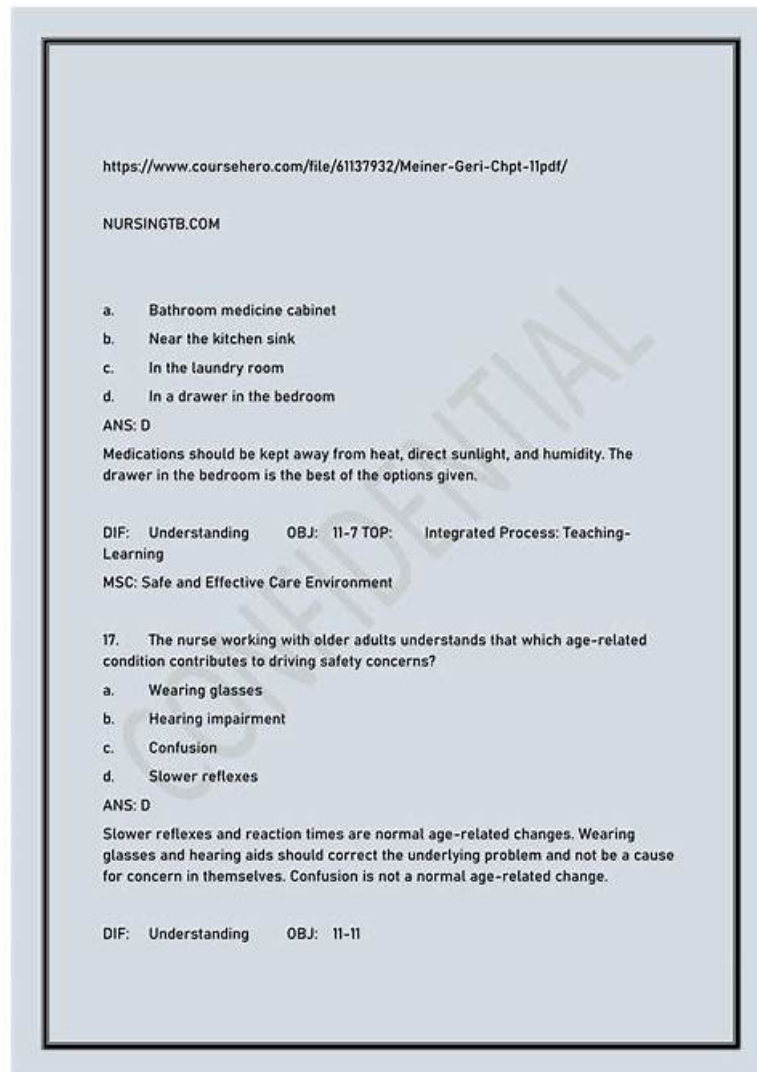 https://www.coursehero.com/file/61137932/Meiner-Geri-Chpt-11pdf/
NURSINGTB.COM
a. Bathroom medicine cabinet
b. Near the kitchen sink
c. In the laundry room
d. In a drawer in the bedroom
ANS: D
Medications should be kept away from heat, direct sunlight, and humidity. The
drawer in the bedroom is the best of the options given.
DIF: Understanding OBJ: 11-7 TOP: Integrated Process: Teaching-
Learning
MSC: Safe and Effective Care Environment
17. The nurse working with older adults understands that which age-related
condition contributes to driving safety concerns?
a. Wearing glasses
b. Hearing impairment
c. Confusion
d. Slower reflexes
ANS: D
Slower reflexes and reaction times are normal age-related changes. Wearing
glasses and hearing aids should correct the underlying problem and not be a cause
for concern in themselves. Confusion is not a normal age-related change.
DIF: Understanding OBJ: 11-11
CONFIDENTIAL